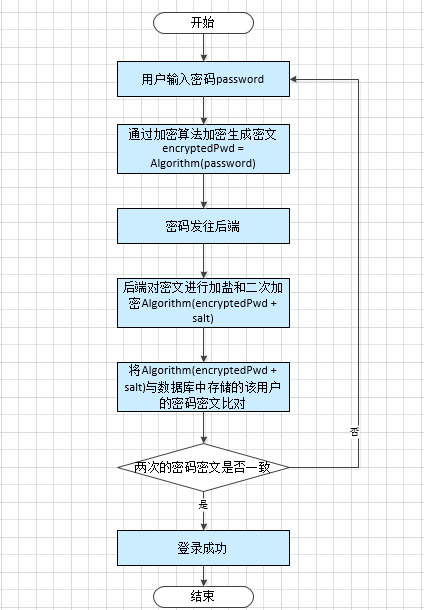 开始
用户输入密码password
通过加密算法加密生成密文
encryptedPwd =
Algorithm(password)
密码发往后端
后端对密文进行加盐和二次加
密Algorithm(encryptedPwd +
salt)
将Algorithm(encryptedPwd +
salt)与数据库中存储的该用户
的密码密文比对
两次的密码密文是否一致
否
是
登录成功
结束